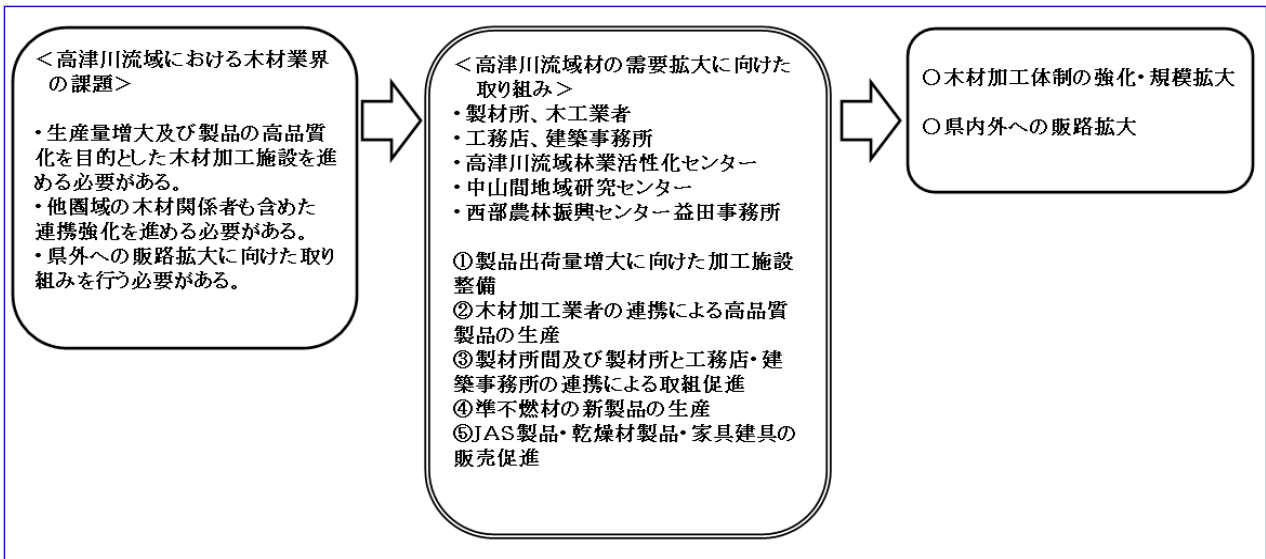 ＜高津川流域における木材業界
の課題＞
・生産量増大及び製品の高品質
化を目的とした木材加工施設を進
める必要がある。
・他圏域の木材関係者も含めた
連携強化を進める必要がある。
・県外への販路拡大に向けた取り
組みを行う必要がある。
＜高津川流域材の需要拡大に向けた
取り組み＞
・製材所、木工業者
・工務店、建築事務所
・高津川流域林業活性化センター
・中山間地域研究センター
・西部農林振興センター益田事務所
①製品出荷量増大に向けた加工施設
整備
②木材加工業者の連携による高品質
製品の生産
③製材所間及び製材所と工務店・建
築事務所の連携による取組促進
④準不燃材の新製品の生産
⑤JAS製品・乾燥材製品・家具建具の
販売促進
○木材加工体制の強化・規模拡大
○県内外への販路拡大